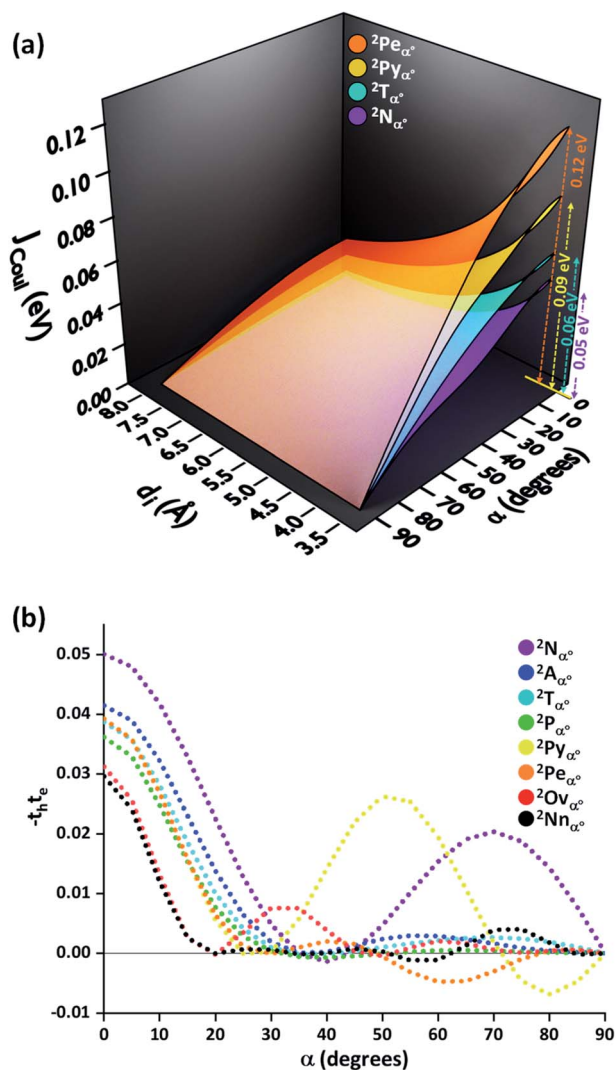 (a)
²Pe_α°
²Py_α°
²T_α°
²N_α°
J_Coul (eV)
0.12
0.10
0.08
0.06
0.04
0.02
0.00
0.12 eV
0.09 eV
0.06 eV
0.05 eV
8.0 7.5 7.0 6.5 6.0 5.5 5.0 4.5 4.0 3.5
d_i (Å)
0 10 20 30 40 50 60 70 80 90
α (degrees)
(b)
²N_α°
²A_α°
²T_α°
²P_α°
²Py_α°
²Pe_α°
²Ov_α°
²Nn_α°
-t_h t_e
0.05
0.04
0.03
0.02
0.01
0.00
-0.01
0 10 20 30 40 50 60 70 80 90
α (degrees)